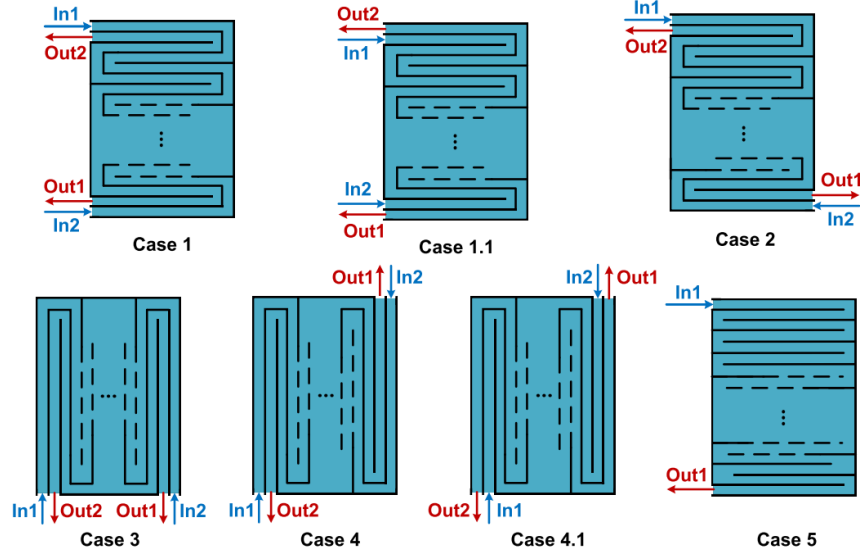 In1
Out2
Out1
In2
Case 1
Out2
In1
In2
Out1
Case 1.1
In1
Out2
Out1
In2
Case 2
In1
Out2
Out1
In2
Case 3
Out1
In2
In1
Out2
Case 4
In2
Out1
Out2
In1
Case 4.1
In1
Out1
Case 5